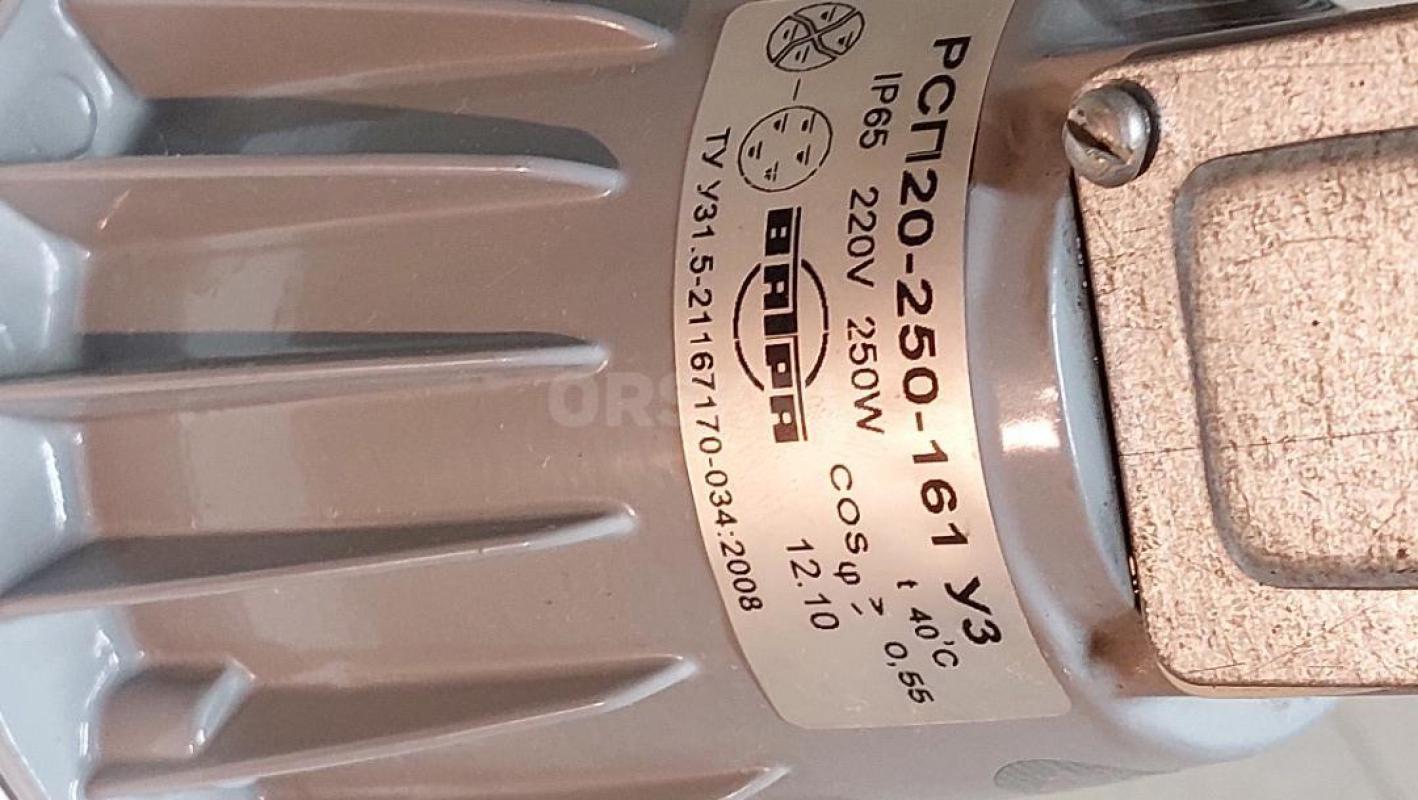 РСП20-250-161 У3
IP65 220V 250W
t 40°C
cosφ > 0,55
ВАТРА
12.10
ТУ У31.5-21167170-034:2008